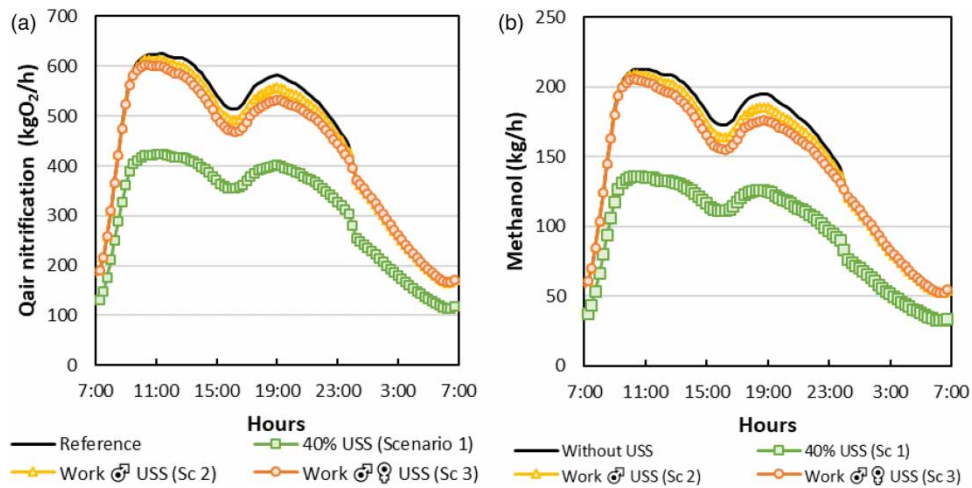 (a)
700
600
500
400
300
200
100
0
Qair nitrification (kgO₂/h)
7:00 11:00 15:00 19:00 23:00 3:00 7:00
Hours
Reference 40% USS (Scenario 1)
Work ♂ USS (Sc 2) Work ♂♀ USS (Sc 3)
(b)
250
200
150
100
50
0
Methanol (kg/h)
7:00 11:00 15:00 19:00 23:00 3:00 7:00
Hours
Without USS 40% USS (Sc 1)
Work ♂ USS (Sc 2) Work ♂♀ USS (Sc 3)